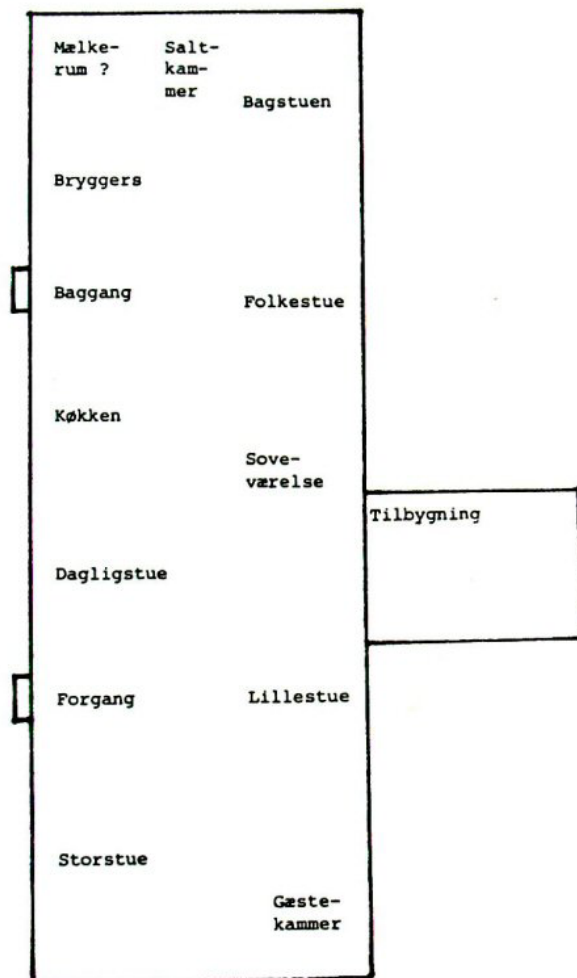 Mælke-
rum ?
Salt-
kam-
mer
Bagstuen
Bryggers
Baggang
Folkestue
Køkken
Sove-
værelse
Tilbygning
Dagligstue
Forgang
Lillestue
Storstue
Gæste-
kammer